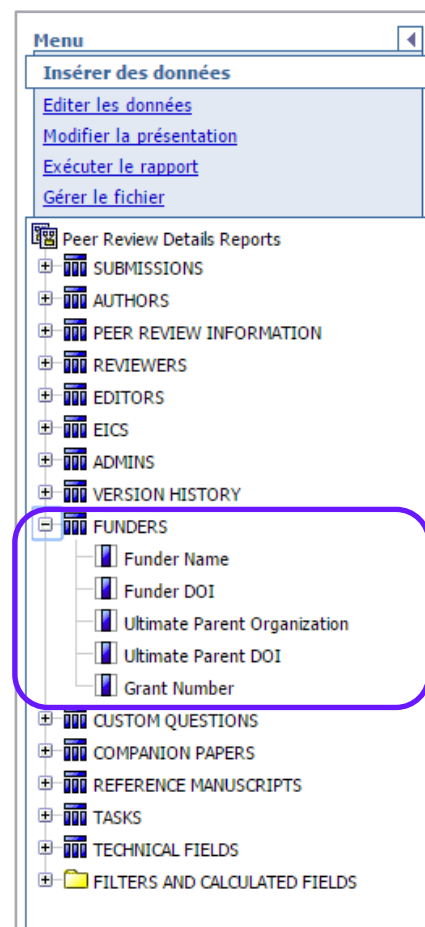 Menu
Insérer des données
Editer les données
Modifier la présentation
Exécuter le rapport
Gérer le fichier
Peer Review Details Reports
SUBMISSIONS
AUTHORS
PEER REVIEW INFORMATION
REVIEWERS
EDITORS
EICS
ADMINS
VERSION HISTORY
FUNDERS
Funder Name
Funder DOI
Ultimate Parent Organization
Ultimate Parent DOI
Grant Number
CUSTOM QUESTIONS
COMPANION PAPERS
REFERENCE MANUSCRIPTS
TASKS
TECHNICAL FIELDS
FILTERS AND CALCULATED FIELDS